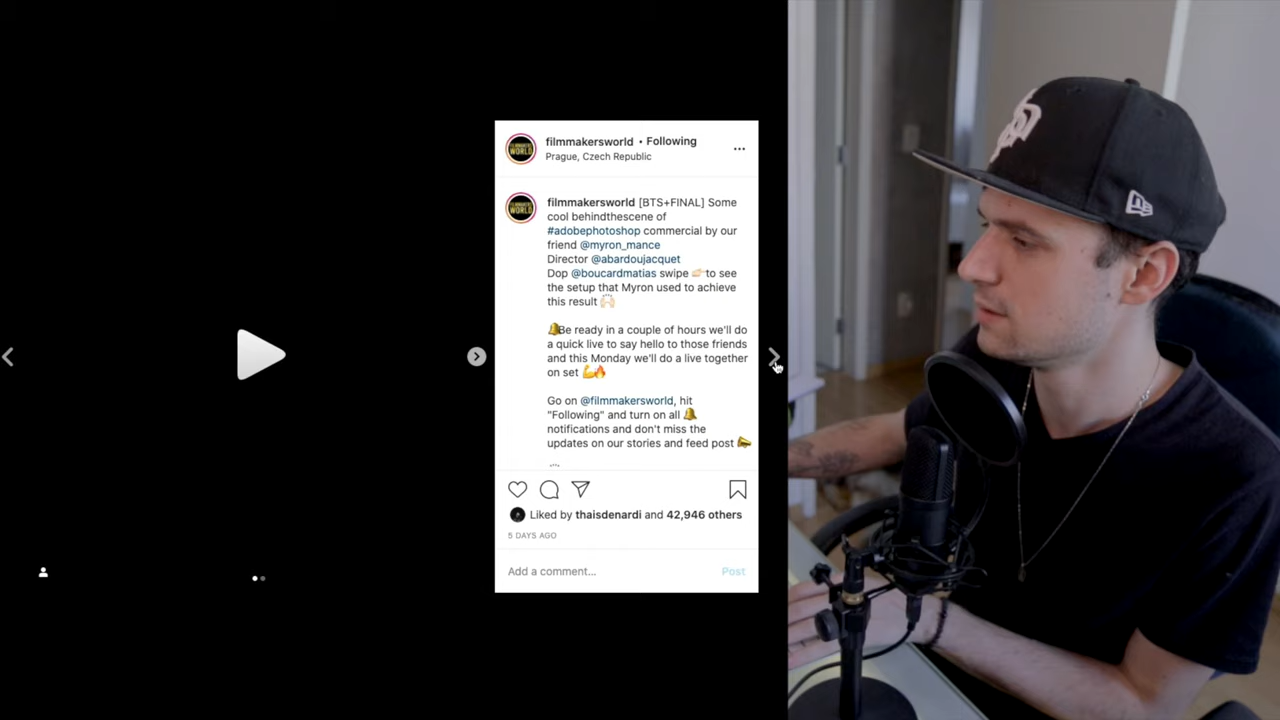 filmmakersworld • Following
Prague, Czech Republic
filmmakersworld [BTS+FINAL] Some
cool behindthescene of
#adobephotoshop commercial by our
friend @myron_mance
Director @abardoujacquet
Dop @boucardmatias swipe 👉🏻to see
the setup that Myron used to achieve
this result 🙌🏻
🔔Be ready in a couple of hours we'll do
a quick live to say hello to those friends
and this Monday we'll do a live together
on set 💪🔥
Go on @filmmakersworld, hit
"Following" and turn on all 🔔
notifications and don't miss the
updates on our stories and feed post 📣
Liked by thaisdenardi and 42,946 others
5 DAYS AGO
Add a comment... Post